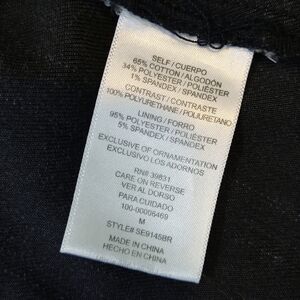 SELF / CUERPO
65% COTTON / ALGODÓN
34% POLYESTER / POLIÉSTER
1% SPANDEX / SPANDEX
CONTRAST / CONTRASTE
100% POLYURETHANE / POLIURETANO
LINING / FORRO
95% POLYESTER / POLIÉSTER
5% SPANDEX / SPANDEX
EXCLUSIVE OF ORNAMENTATION
EXCLUSIVO LOS ADORNOS
RN# 39831
CARE ON REVERSE
VER AL DORSO
PARA CUIDADO
100-00006469
M
STYLE# SE9145BR
MADE IN CHINA
HECHO EN CHINA